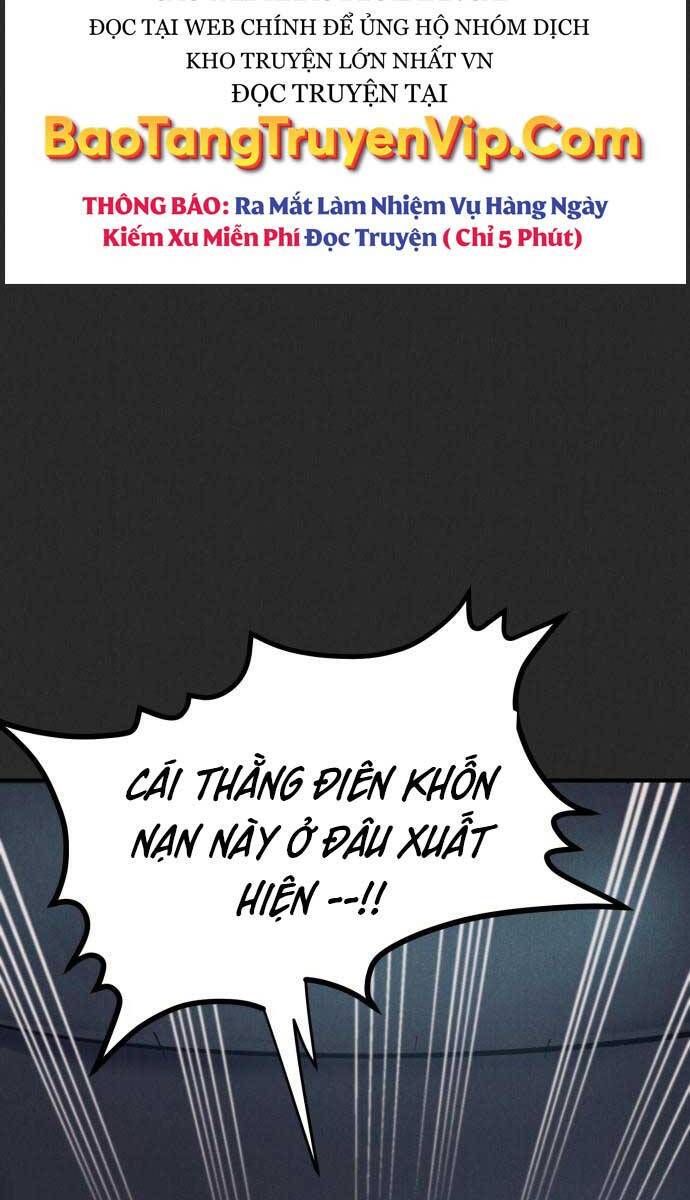 ĐỌC TẠI WEB CHÍNH ĐỂ ỦNG HỘ NHÓM DỊCH
KHO TRUYỆN LỚN NHẤT VN
ĐỌC TRUYỆN TẠI
BaoTangTruyenVip.Com
THÔNG BÁO: Ra Mắt Làm Nhiệm Vụ Hàng Ngày
Kiếm Xu Miễn Phí Đọc Truyện ( Chỉ 5 Phút)
CÁI THẰNG ĐIÊN KHỐN
NẠN NÀY Ở ĐÂU XUẤT
HIỆN --!!